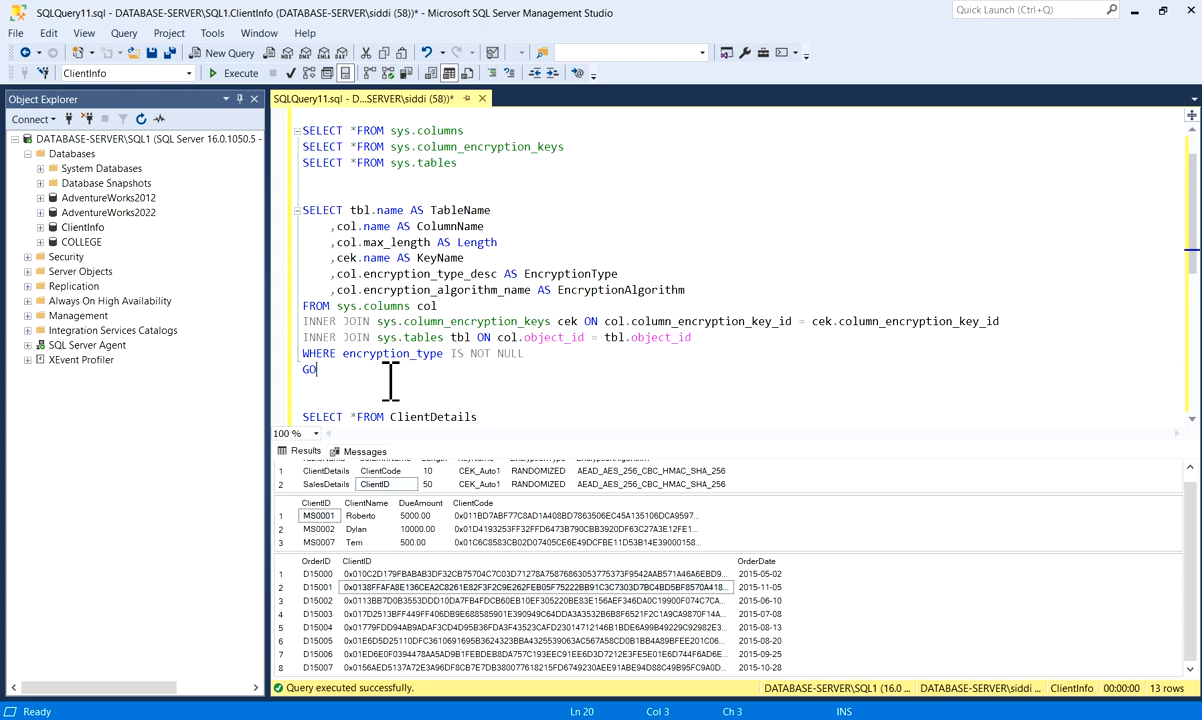 SQLQuery11.sql - DATABASE-SERVER\SQL1.ClientInfo (DATABASE-SERVER\siddi (58))* - Microsoft SQL Server Management Studio
Quick Launch (Ctrl+Q)
File Edit View Query Project Tools Window Help
New Query
ClientInfo Execute
Object Explorer
SQLQuery11.sql - D...SERVER\siddi (58))*
Connect
DATABASE-SERVER\SQL1 (SQL Server 16.0.1050.5 -
Databases
System Databases
Database Snapshots
AdventureWorks2012
AdventureWorks2022
ClientInfo
COLLEGE
Security
Server Objects
Replication
Always On High Availability
Management
Integration Services Catalogs
SQL Server Agent
XEvent Profiler
SELECT *FROM sys.columns
SELECT *FROM sys.column_encryption_keys
SELECT *FROM sys.tables
SELECT tbl.name AS TableName
,col.name AS ColumnName
,col.max_length AS Length
,cek.name AS KeyName
,col.encryption_type_desc AS EncryptionType
,col.encryption_algorithm_name AS EncryptionAlgorithm
FROM sys.columns col
INNER JOIN sys.column_encryption_keys cek ON col.column_encryption_key_id = cek.column_encryption_key_id
INNER JOIN sys.tables tbl ON col.object_id = tbl.object_id
WHERE encryption_type IS NOT NULL
GO
SELECT *FROM ClientDetails
100 %
Results Messages
1 ClientDetails ClientCode 10 CEK_Auto1 RANDOMIZED AEAD_AES_256_CBC_HMAC_SHA_256
2 SalesDetails ClientID 50 CEK_Auto1 RANDOMIZED AEAD_AES_256_CBC_HMAC_SHA_256
ClientID ClientName DueAmount ClientCode
1 MS0001 Roberto 5000.00 0x011BD7ABF77C8AD1A408BD7863506EC45A135106DCA9597...
2 MS0002 Dylan 10000.00 0x01D4193253FF32FFD6473B790CBB3920DF63C27A3E12FE1...
3 MS0007 Terri 500.00 0x01C6C8583CB02D07405CE6E49DCFBE11D53B14E39000158...
OrderID ClientID OrderDate
1 D15000 0x010C2D179FBABAB3DF32CB75704C7C03D71278A75876863053775373F9542AAB571A46A6EBD9... 2015-05-02
2 D15001 0x0138FFAFA8E136CEA2C8261E82F3F2C9E262FEB05F75222BB91C3C7303D7BC4BD5BF8570A418... 2015-11-05
3 D15002 0x0113BB7D0B3553DDD10DA7FB4FDCB60EB10EF305220BE83E156AEF346DA0C19900F074C7CA... 2015-06-10
4 D15003 0x017D2513BFF449FF406DB9E688585901E390949C64DDA3A3532B6B8F6521F2C1A9CA9870F14A... 2015-07-08
5 D15004 0x01779FDD94AB9ADAF3CD4D95B36FDA3F43523CAFD23014712146B1BDE6A99B49229C92982E3... 2015-08-13
6 D15005 0x01E6D5D25110DFC3610691695B3624323BBA4325539063AC567A58CD0B1BB4A89BFEE201C06... 2015-08-20
7 D15006 0x01ED6E0F0394478AA5AD9B1FEBDEB8DA757C193EEC91EE6D3D7212E3FE5E01E6D744F6AD6E... 2015-09-25
8 D15007 0x0156AED5137A72E3A96DF8CB7E7DB380077618215FD6749230AEE91ABE94D88C49B95FC9A0D... 2015-10-28
Query executed successfully. DATABASE-SERVER\SQL1 (16.0 ... DATABASE-SERVER\siddi ... ClientInfo 00:00:00 13 rows
Ready Ln 20 Col 3 Ch 3 INS